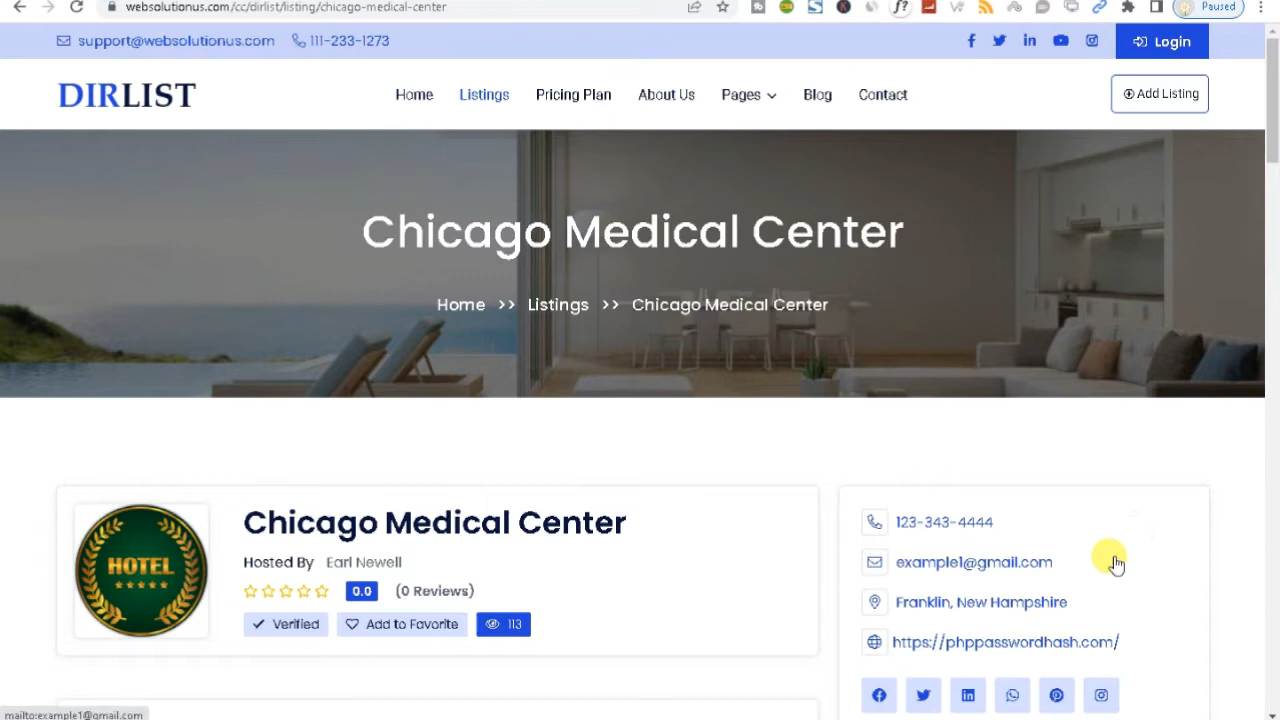 websolutionus.com/cc/dirlist/listing/chicago-medical-center
Paused
support@websolutionus.com 111-233-1273
Login
DIRLIST
Home Listings Pricing Plan About Us Pages Blog Contact
Add Listing
Chicago Medical Center
Home >> Listings >> Chicago Medical Center
HOTEL
Chicago Medical Center
Hosted By Earl Newell
0.0 (0 Reviews)
Verified Add to Favorite 113
123-343-4444
example1@gmail.com
Franklin, New Hampshire
https://phppasswordhash.com/
mailto:example1@gmail.com